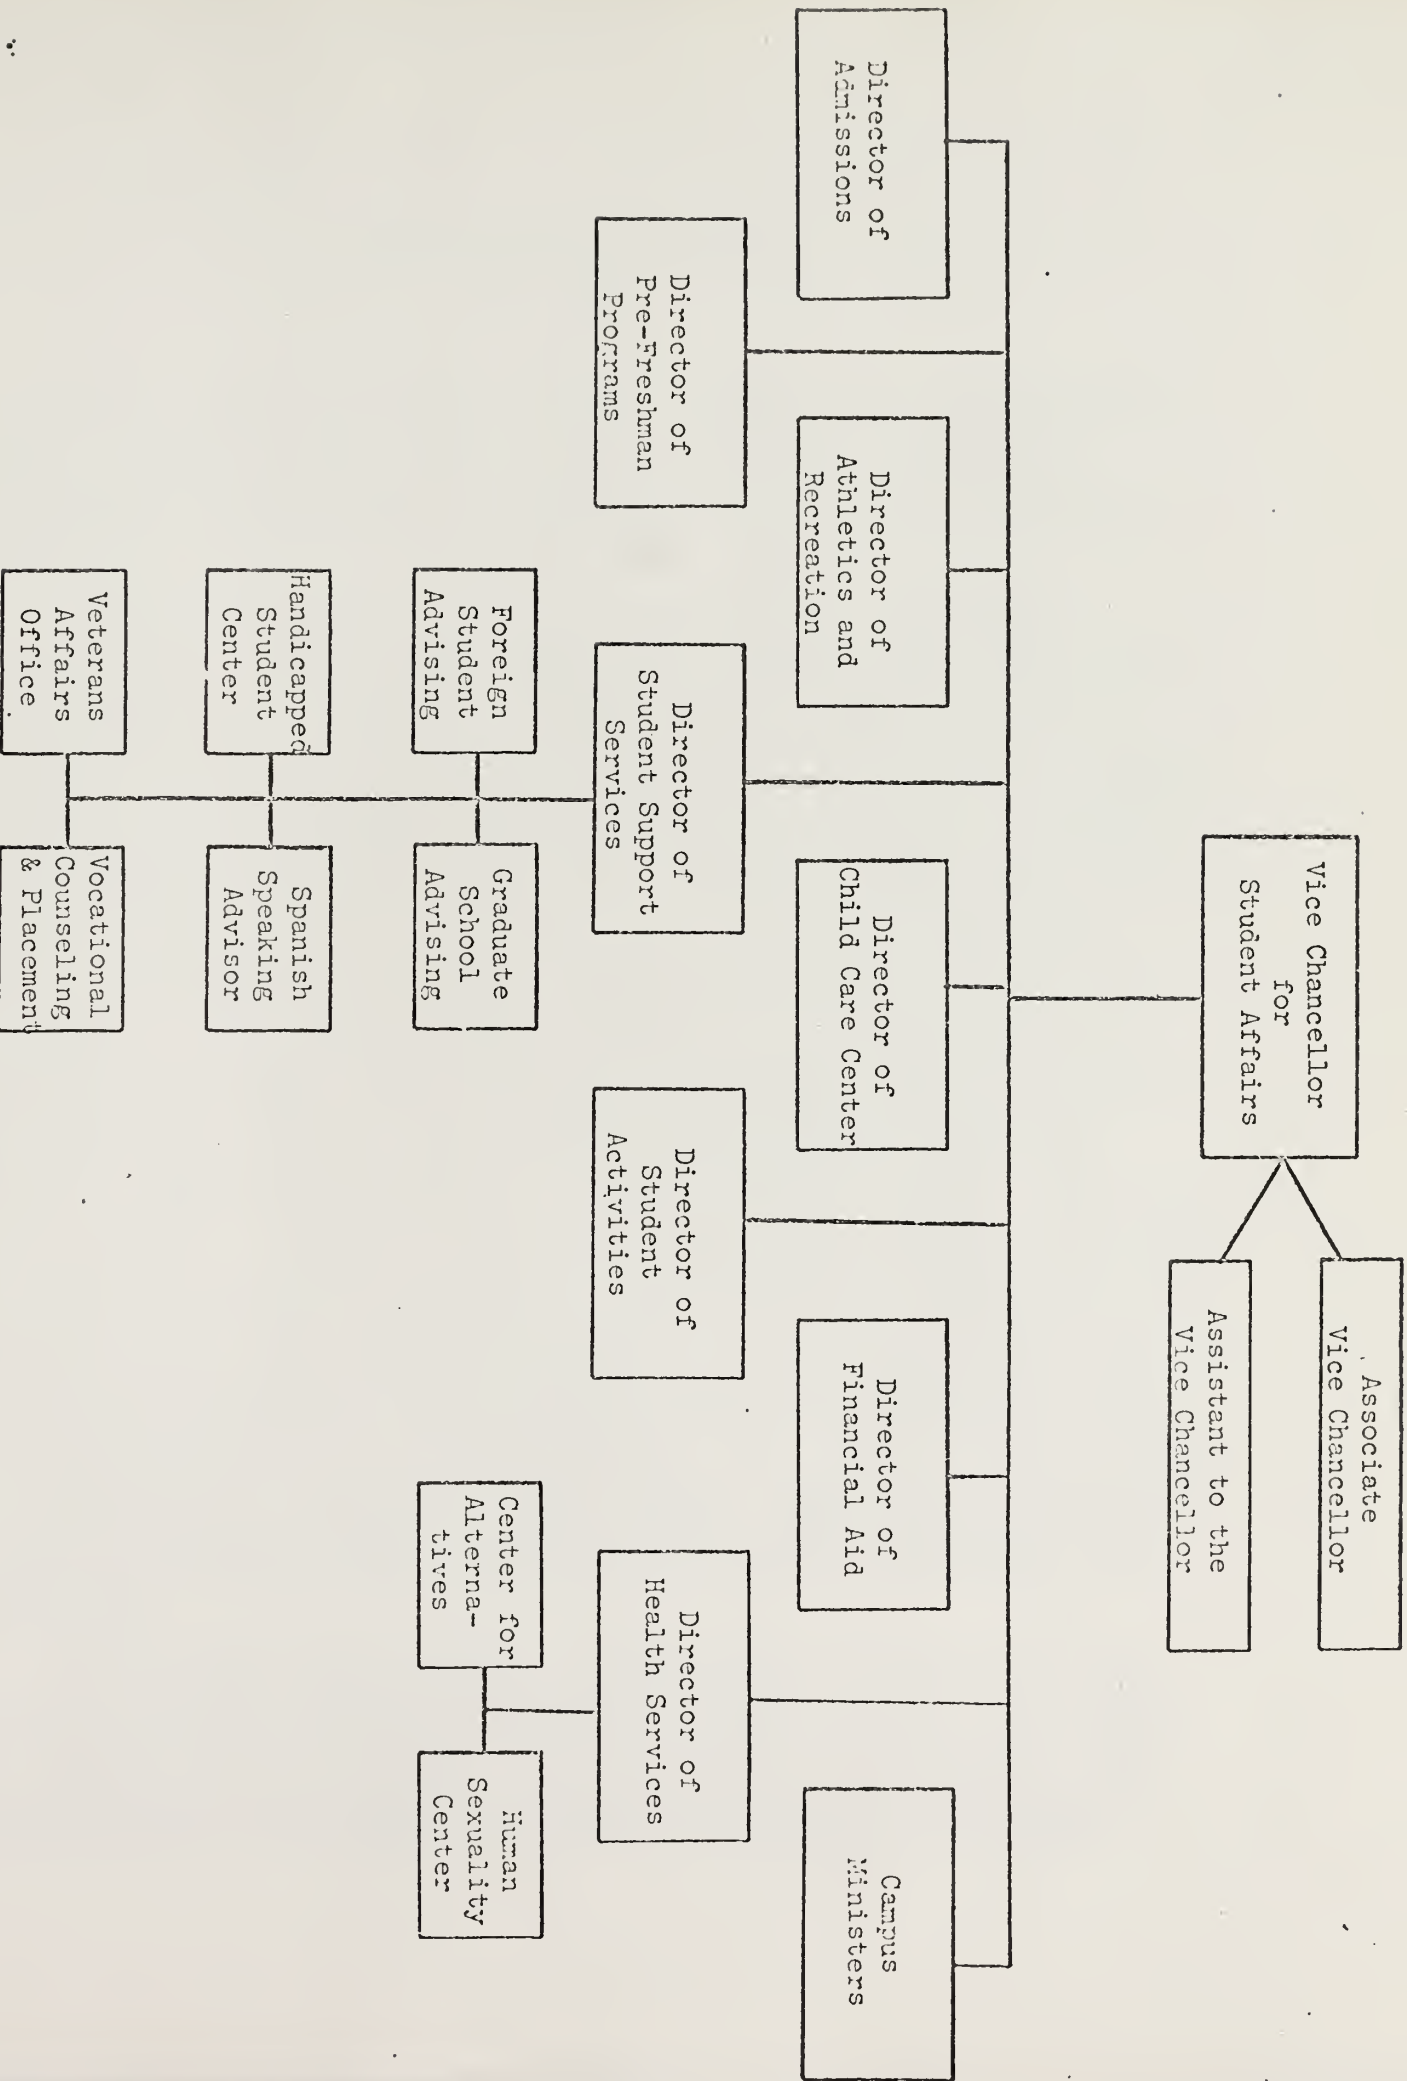 Vice Chancellor
for
Student Affairs
Associate
Vice Chancellor
Assistant to the
Vice Chancellor
Director of
Admissions
Director of
Athletics and
Recreation
Director of
Child Care Center
Director of
Financial Aid
Campus
Ministers
Director of
Pre-Freshman
Programs
Director of
Student Support
Services
Director of
Student
Activities
Director of
Health Services
Foreign
Student
Advising
Graduate
School
Advising
Center for
Alterna-
tives
Human
Sexuality
Center
Handicapped
Student
Center
Spanish
Speaking
Advisor
Veterans
Affairs
Office
Vocational
Counseling
& Placement